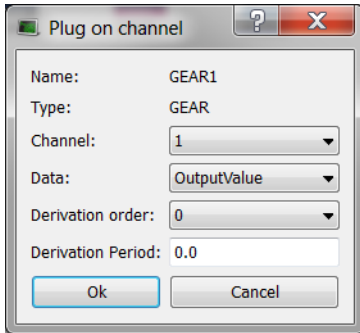 Plug on channel
Name: GEAR1
Type: GEAR
Channel: 1
Data: OutputValue
Derivation order: 0
Derivation Period: 0.0
Ok Cancel